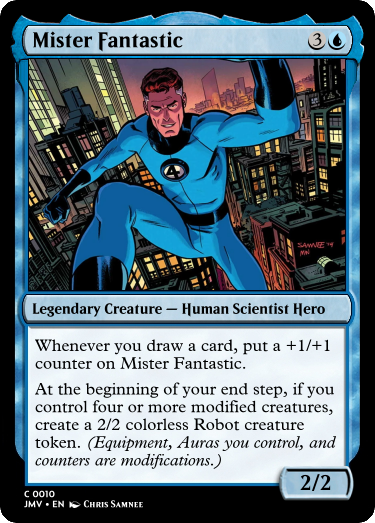 Mister Fantastic 3
4
SAMNEE '19
MW
Legendary Creature — Human Scientist Hero
Whenever you draw a card, put a +1/+1
counter on Mister Fantastic.
At the beginning of your end step, if you
control four or more modified creatures,
create a 2/2 colorless Robot creature
token. (Equipment, Auras you control, and
counters are modifications.)
2/2
C 0010
JMV • EN Chris Samnee